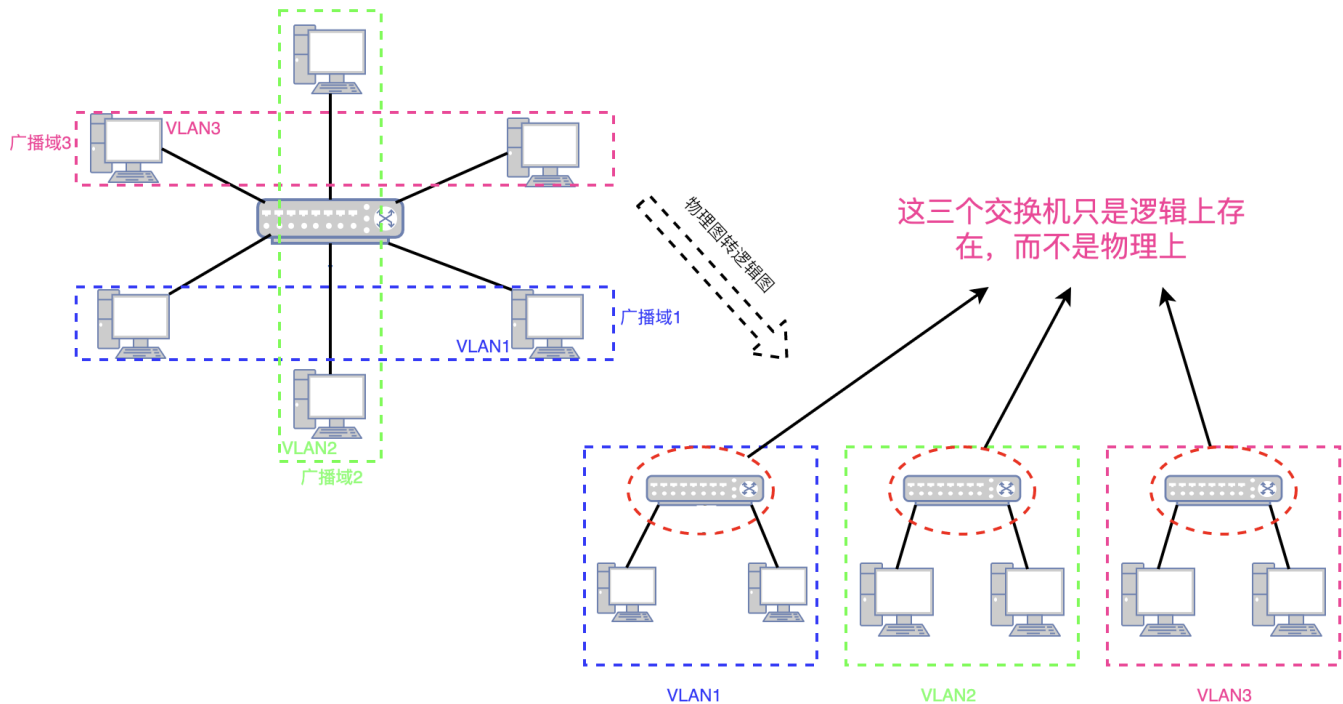 广播域3
VLAN3
VLAN1
广播域1
VLAN2
广播域2
物理图转逻辑图
这三个交换机只是逻辑上存
在，而不是物理上
VLAN1
VLAN2
VLAN3